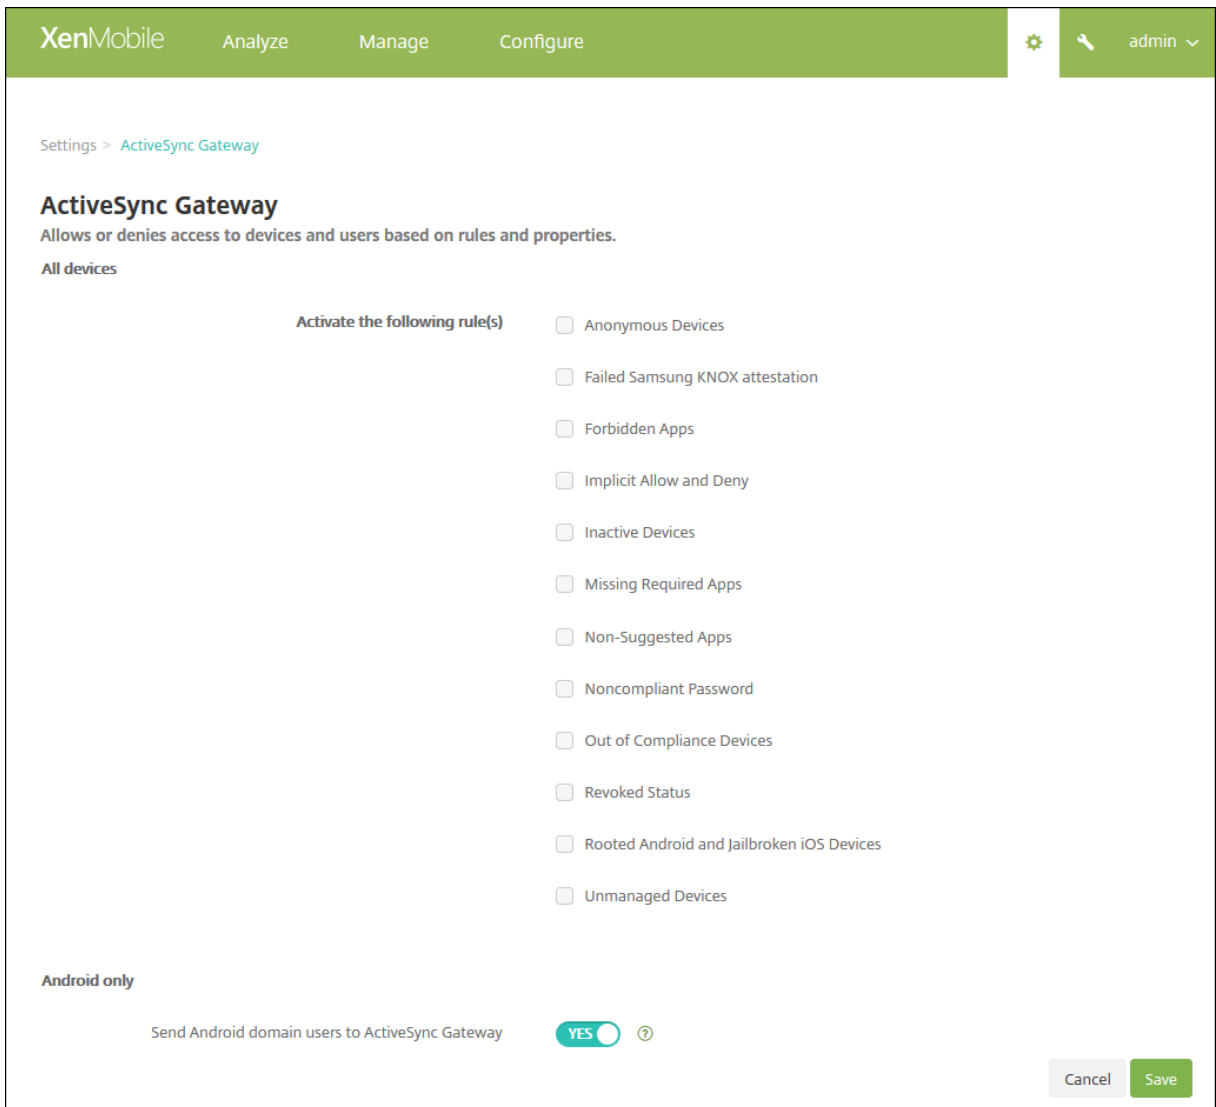 XenMobile Analyze Manage Configure admin
Settings > ActiveSync Gateway
ActiveSync Gateway
Allows or denies access to devices and users based on rules and properties.
All devices
Activate the following rule(s) Anonymous Devices
Failed Samsung KNOX attestation
Forbidden Apps
Implicit Allow and Deny
Inactive Devices
Missing Required Apps
Non-Suggested Apps
Noncompliant Password
Out of Compliance Devices
Revoked Status
Rooted Android and Jailbroken iOS Devices
Unmanaged Devices
Android only
Send Android domain users to ActiveSync Gateway YES ?
Cancel Save